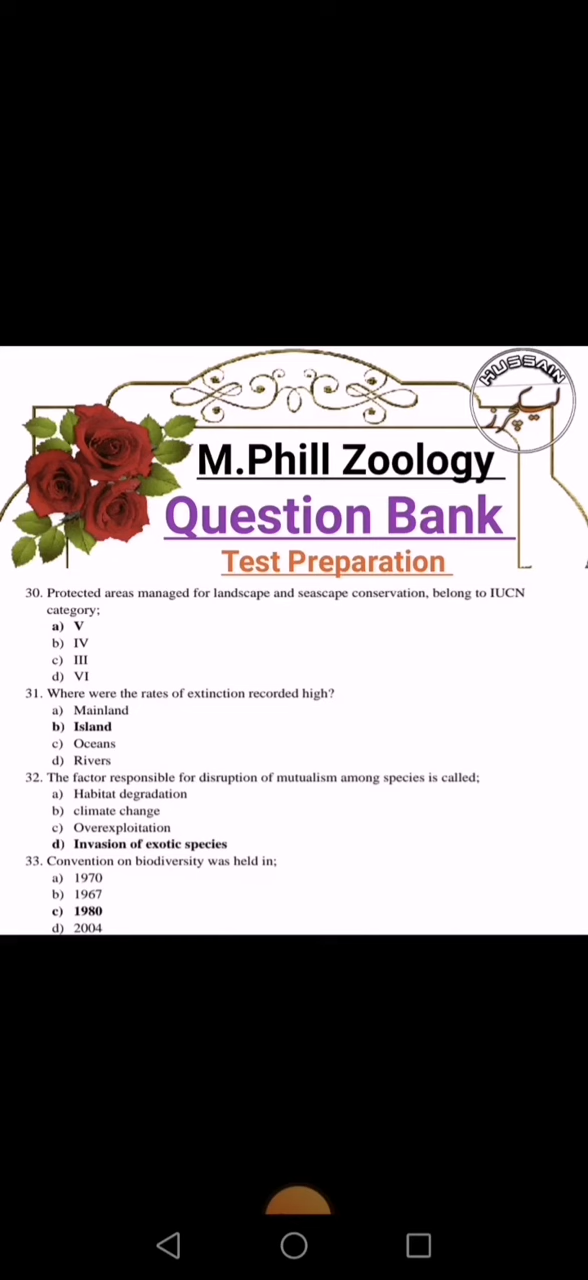 HUSSAIN
لیکچرز
M.Phill Zoology
Question Bank
Test Preparation
30. Protected areas managed for landscape and seascape conservation, belong to IUCN
category;
a) V
b) IV
c) III
d) VI
31. Where were the rates of extinction recorded high?
a) Mainland
b) Island
c) Oceans
d) Rivers
32. The factor responsible for disruption of mutualism among species is called;
a) Habitat degradation
b) climate change
c) Overexploitation
d) Invasion of exotic species
33. Convention on biodiversity was held in;
a) 1970
b) 1967
c) 1980
d) 2004